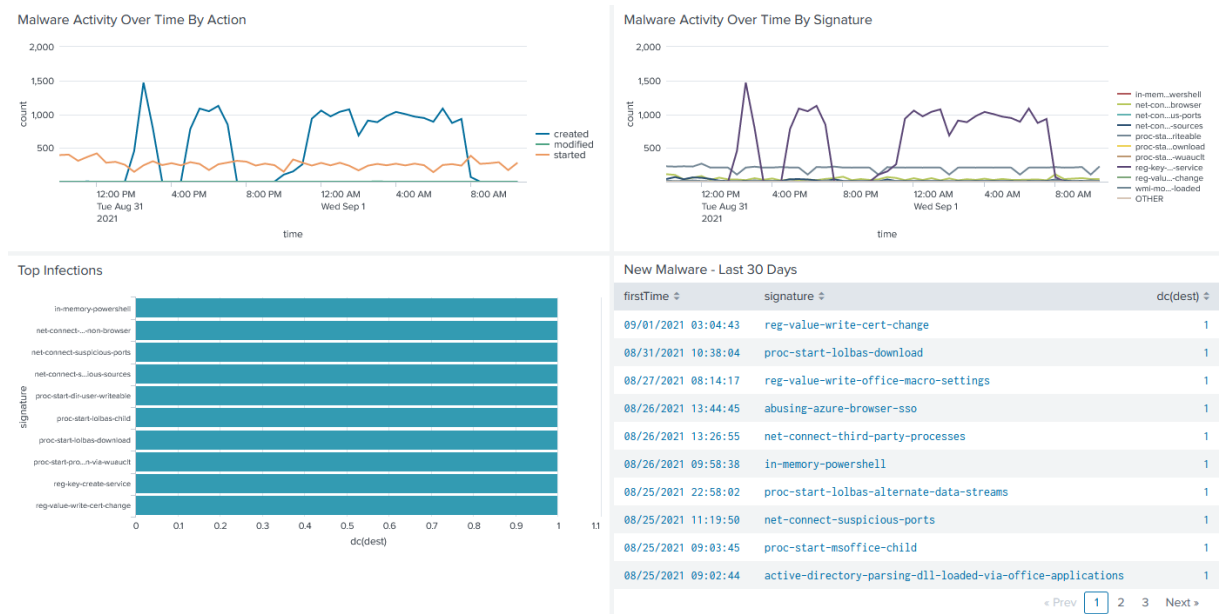 Malware Activity Over Time By Action
2,000
1,500
1,000
500
count
12:00 PM
Tue Aug 31
2021
4:00 PM
8:00 PM
12:00 AM
Wed Sep 1
4:00 AM
8:00 AM
time
created
modified
started
Malware Activity Over Time By Signature
2,000
1,500
1,000
500
count
12:00 PM
Tue Aug 31
2021
4:00 PM
8:00 PM
12:00 AM
Wed Sep 1
4:00 AM
8:00 AM
time
in-mem...wershell
net-con...browser
net-con...us-ports
net-con...-sources
proc-sta...riteable
proc-sta...ownload
proc-sta...-wuauclt
reg-key-...-service
reg-valu...-change
wmi-mo...-loaded
OTHER
Top Infections
signature
in-memory-powershell
net-connect-...-non-browser
net-connect-suspicious-ports
net-connect-s...ious-sources
proc-start-dir-user-writeable
proc-start-lolbas-child
proc-start-lolbas-download
proc-start-pro...n-via-wuauclt
reg-key-create-service
reg-value-write-cert-change
0 0.1 0.2 0.3 0.4 0.5 0.6 0.7 0.8 0.9 1 1.1
dc(dest)
New Malware - Last 30 Days
firstTime signature dc(dest)
09/01/2021 03:04:43 reg-value-write-cert-change 1
08/31/2021 10:38:04 proc-start-lolbas-download 1
08/27/2021 08:14:17 reg-value-write-office-macro-settings 1
08/26/2021 13:44:45 abusing-azure-browser-sso 1
08/26/2021 13:26:55 net-connect-third-party-processes 1
08/26/2021 09:58:38 in-memory-powershell 1
08/25/2021 22:58:02 proc-start-lolbas-alternate-data-streams 1
08/25/2021 11:19:50 net-connect-suspicious-ports 1
08/25/2021 09:03:45 proc-start-msoffice-child 1
08/25/2021 09:02:44 active-directory-parsing-dll-loaded-via-office-applications 1
« Prev 1 2 3 Next »